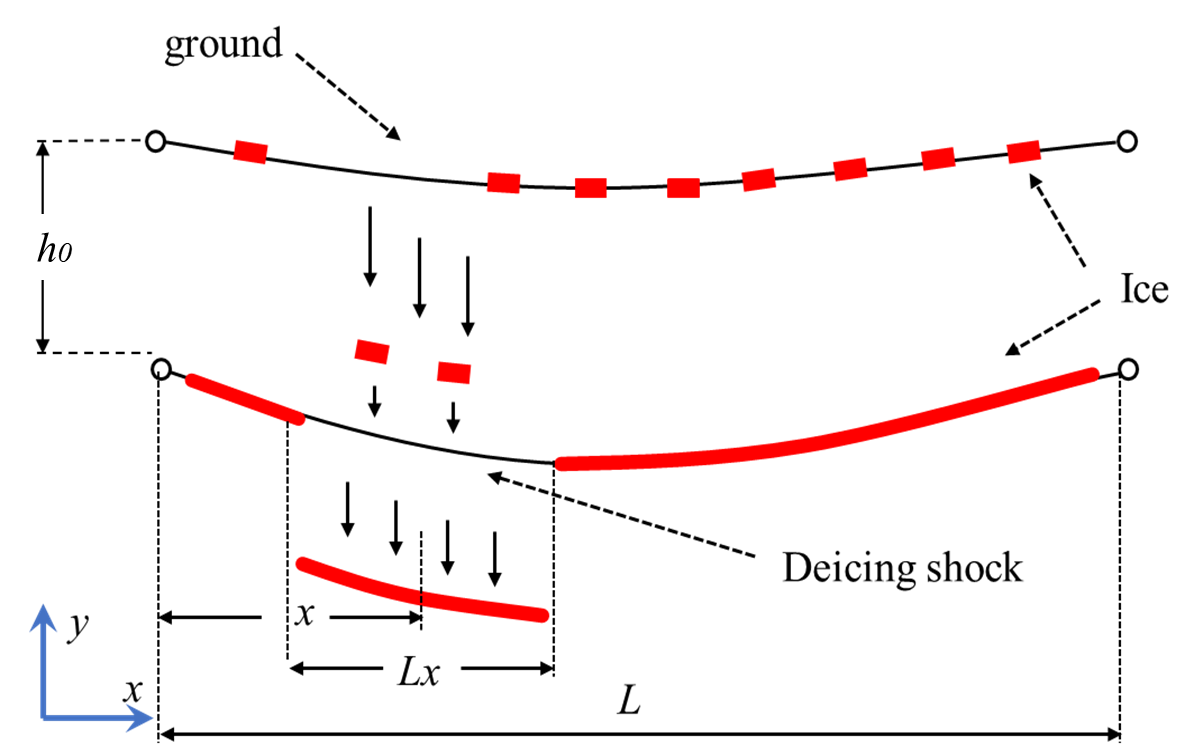 ground
h0
Ice
Deicing shock
x
y
Lx
x
L